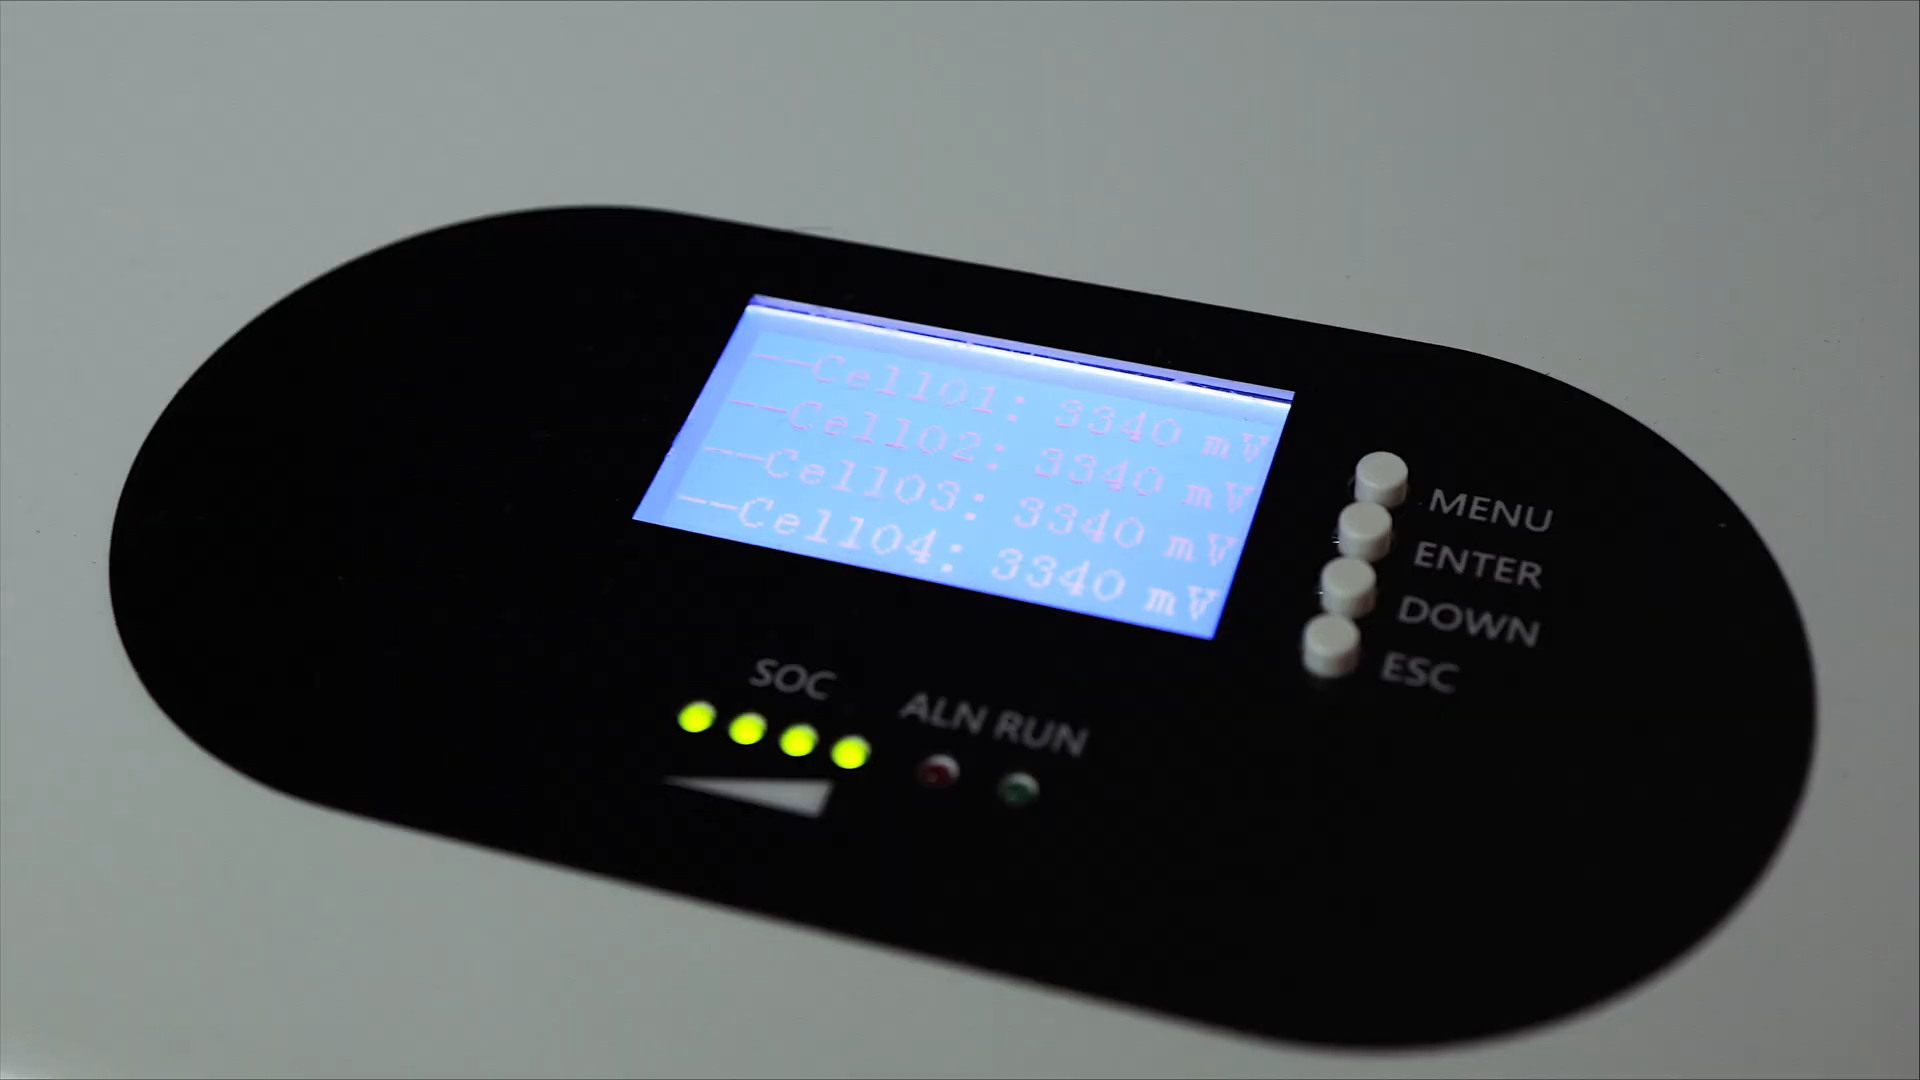 --Cell01: 3340 mV
--Cell02: 3340 mV
--Cell03: 3340 mV
--Cell04: 3340 mV
MENU
ENTER
DOWN
ESC
SOC
ALN RUN